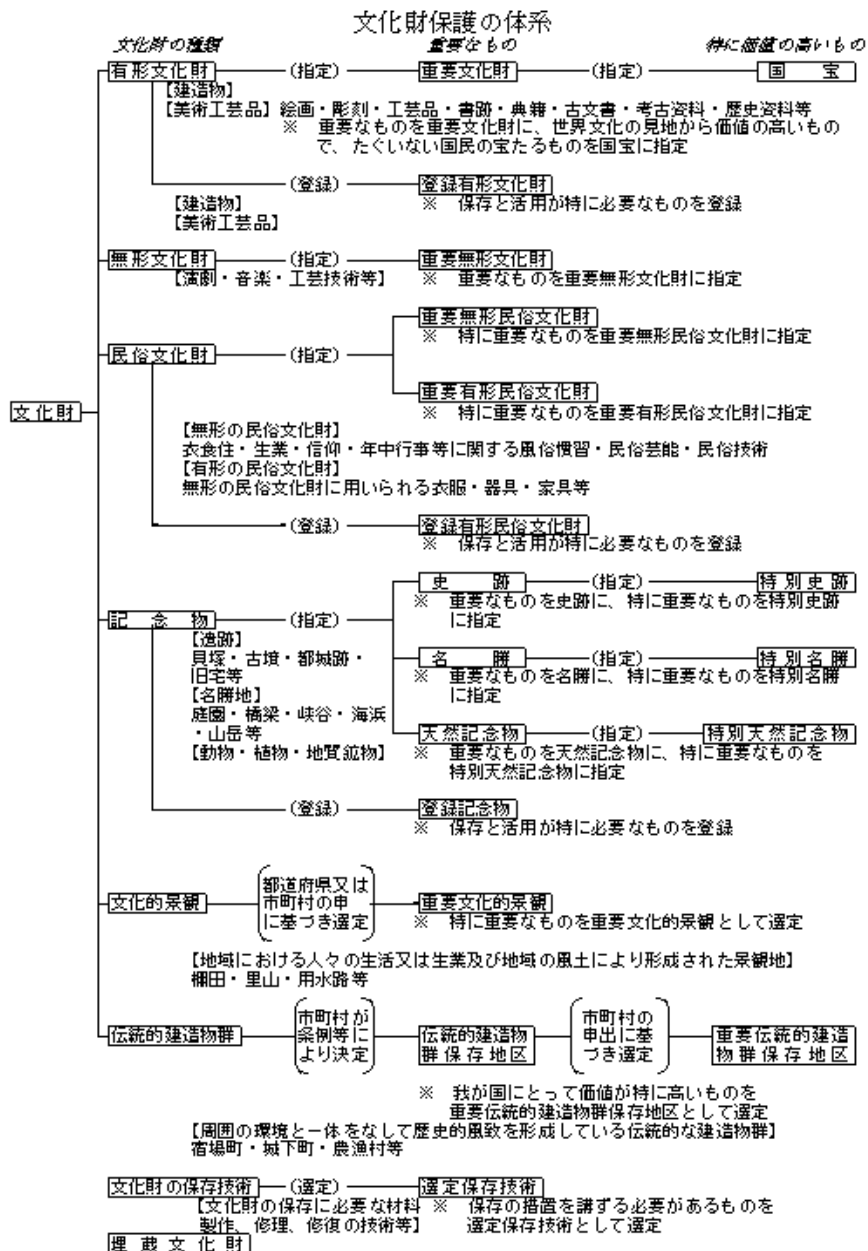 文化財保護の体系
文化財の種類 重要なもの 特に価値の高いもの
有形文化財 (指定) 重要文化財 (指定) 国宝
【建造物】
【美術工芸品】絵画・彫刻・工芸品・書跡・典籍・古文書・考古資料・歴史資料等
※ 重要なものを重要文化財に、世界文化の見地から価値の高いもの
で、たぐいない国民の宝たるものを国宝に指定
(登録) 登録有形文化財
【建造物】 ※ 保存と活用が特に必要なものを登録
【美術工芸品】
無形文化財 (指定) 重要無形文化財
【演劇・音楽・工芸技術等】 ※ 重要なものを重要無形文化財に指定
重要無形民俗文化財
※ 特に重要なものを重要無形民俗文化財に指定
民俗文化財 (指定)
重要有形民俗文化財
文化財
※ 特に重要なものを重要有形民俗文化財に指定
【無形の民俗文化財】
衣食住・生業・信仰・年中行事等に関する風俗慣習・民俗芸能・民俗技術
【有形の民俗文化財】
無形の民俗文化財に用いられる衣服・器具・家具等
(登録) 登録有形民俗文化財
※ 保存と活用が特に必要なものを登録
史跡 (指定) 特別史跡
※ 重要なものを史跡に、特に重要なものを特別史跡
に指定
記念物 (指定)
【遺跡】
貝塚・古墳・都城跡・
旧宅等
【名勝地】
庭園・橋梁・峡谷・海浜
・山岳等
【動物・植物・地質鉱物】
名勝 (指定) 特別名勝
※ 重要なものを名勝に、特に重要なものを特別名勝
に指定
天然記念物 (指定) 特別天然記念物
※ 重要なものを天然記念物に、特に重要なものを
特別天然記念物に指定
(登録) 登録記念物
※ 保存と活用が特に必要なものを登録
文化的景観
都道府県又は
市町村の申
に基づき選定
重要文化的景観
※ 特に重要なものを重要文化的景観として選定
【地域における人々の生活又は生業及び地域の風土により形成された景観地】
棚田・里山・用水路等
伝統的建造物群
市町村が
条例等に
より決定
伝統的建造物
群保存地区
市町村の
申出に基
づき選定
重要伝統的建造
物群保存地区
※ 我が国にとって価値が特に高いものを
重要伝統的建造物群保存地区として選定
【周囲の環境と一体をなして歴史的風致を形成している伝統的な建造物群】
宿場町・城下町・農漁村等
文化財の保存技術 (選定) 選定保存技術
【文化財の保存に必要な材料
製作、修理、修復の技術等】
※ 保存の措置を講ずる必要があるものを
選定保存技術として選定
埋蔵文化財